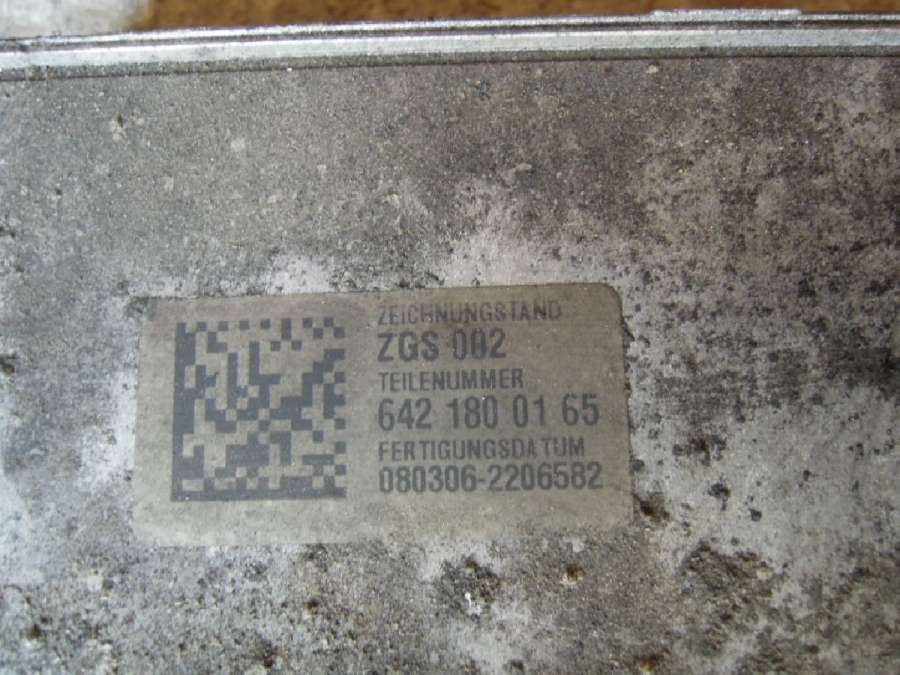 ZEICHNUNGSTAND
ZGS 002
TEILENUMMER
642 180 01 65
FERTIGUNGSDATUM
080306-2206582